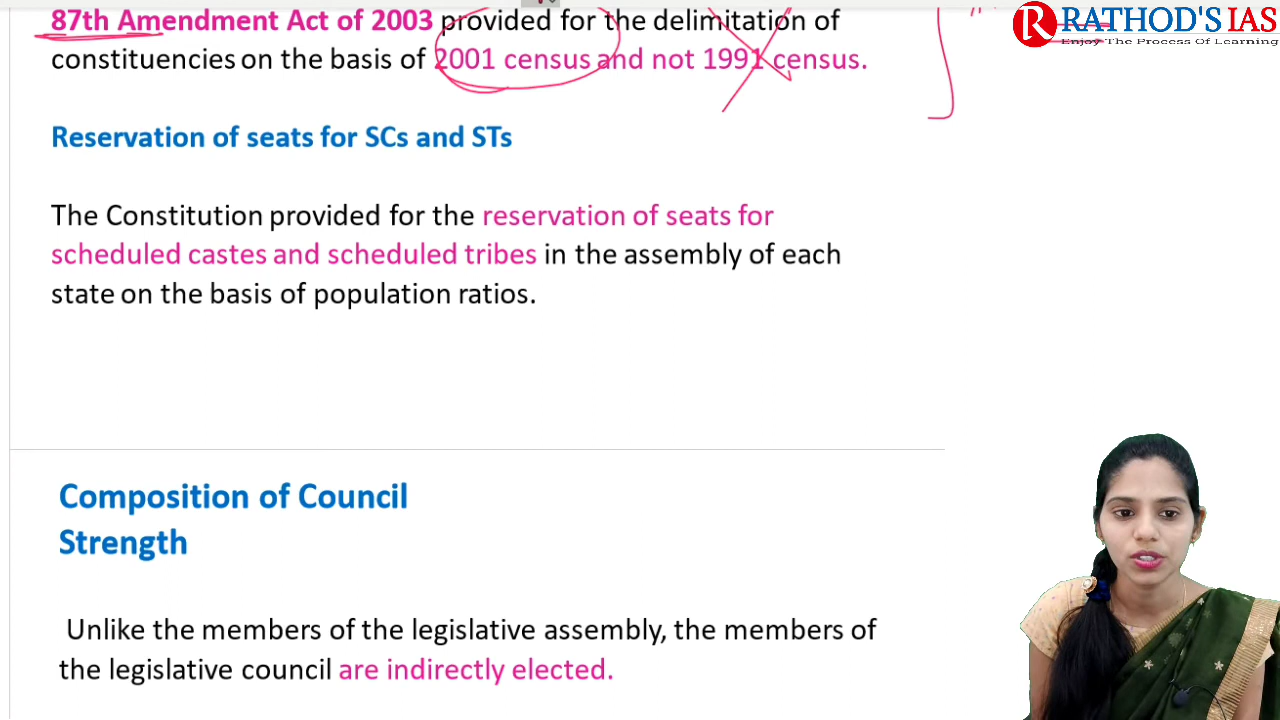 87th Amendment Act of 2003 provided for the delimitation of
constituencies on the basis of 2001 census and not 1991 census.
RATHOD'S IAS
Enjoy The Process Of Learning
Reservation of seats for SCs and STs
The Constitution provided for the reservation of seats for
scheduled castes and scheduled tribes in the assembly of each
state on the basis of population ratios.
Composition of Council
Strength
Unlike the members of the legislative assembly, the members of
the legislative council are indirectly elected.